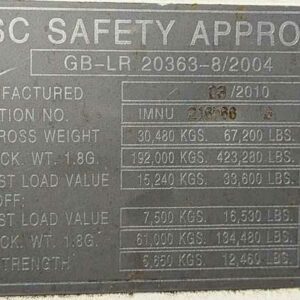 SC SAFETY APPRO
GB-LR 20363-8/2004
FACTURED 03/2010
TION NO. IMNU
ROSS WEIGHT 30,480 KGS. 67,200 LBS.
CK. WT. 1.8G. 192,000 KGS. 423,280 LBS.
ST LOAD VALUE 15,240 KGS. 33,600 LBS.
OFF:
ST LOAD VALUE 7,500 KGS. 16,530 LBS.
CK. WT. 1.8G. 61,000 KGS. 134,480 LBS.
STRENGTH 5,650 KGS. 12,460 LBS.